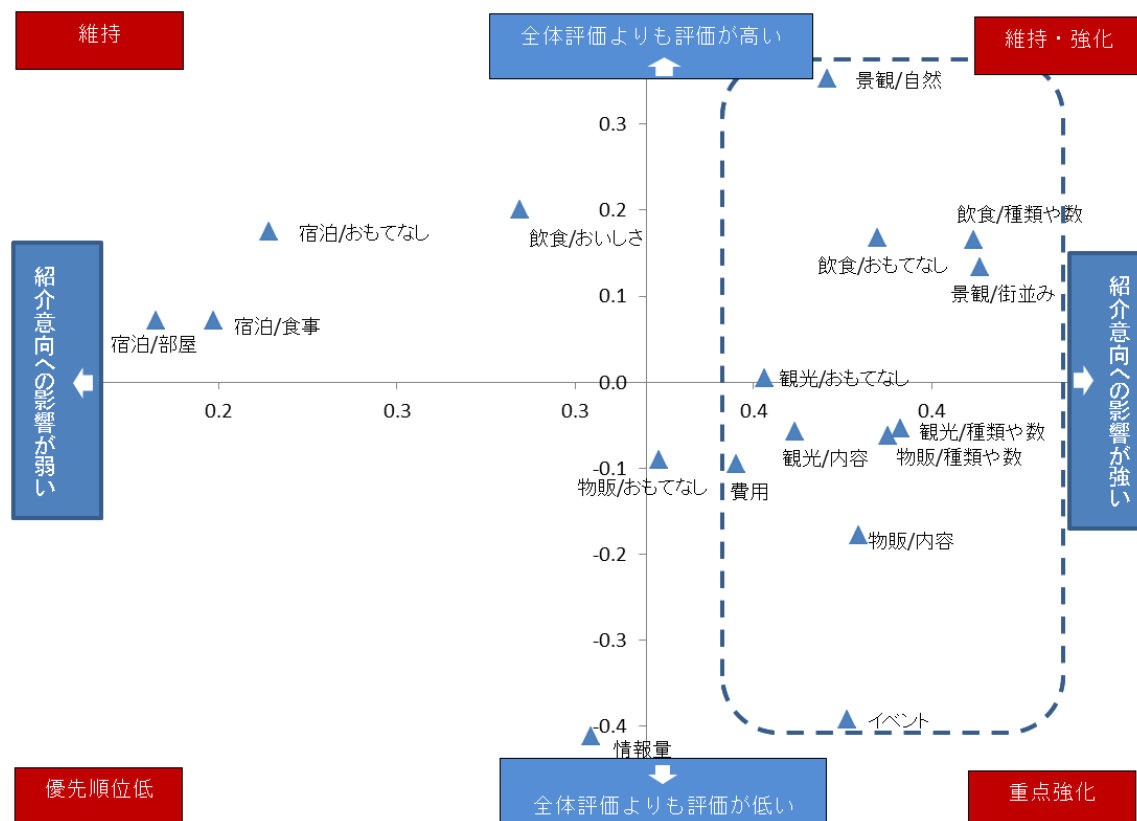 維持
全体評価よりも評価が高い
維持・強化
景観/自然
0.3
0.2
宿泊/おもてなし
飲食/おいしさ
飲食/種類や数
飲食/おもてなし
景観/街並み
紹介意向への影響が弱い
紹介意向への影響が強い
0.1
宿泊/部屋
宿泊/食事
0.0
観光/おもてなし
0.2
0.3
0.3
0.4
0.4
観光/種類や数
観光/内容
物販/種類や数
-0.1
物販/おもてなし
費用
物販/内容
-0.2
-0.3
イベント
-0.4
情報量
優先順位低
全体評価よりも評価が低い
重点強化